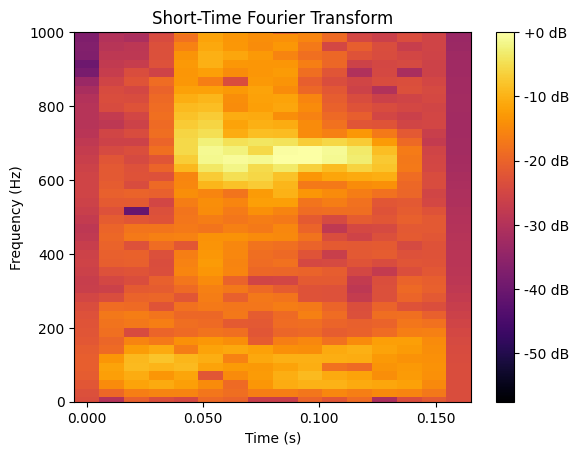 Short-Time Fourier Transform
1000
800
600
400
200
0
Frequency (Hz)
0.000
0.050
0.100
0.150
Time (s)
+0 dB
-10 dB
-20 dB
-30 dB
-40 dB
-50 dB